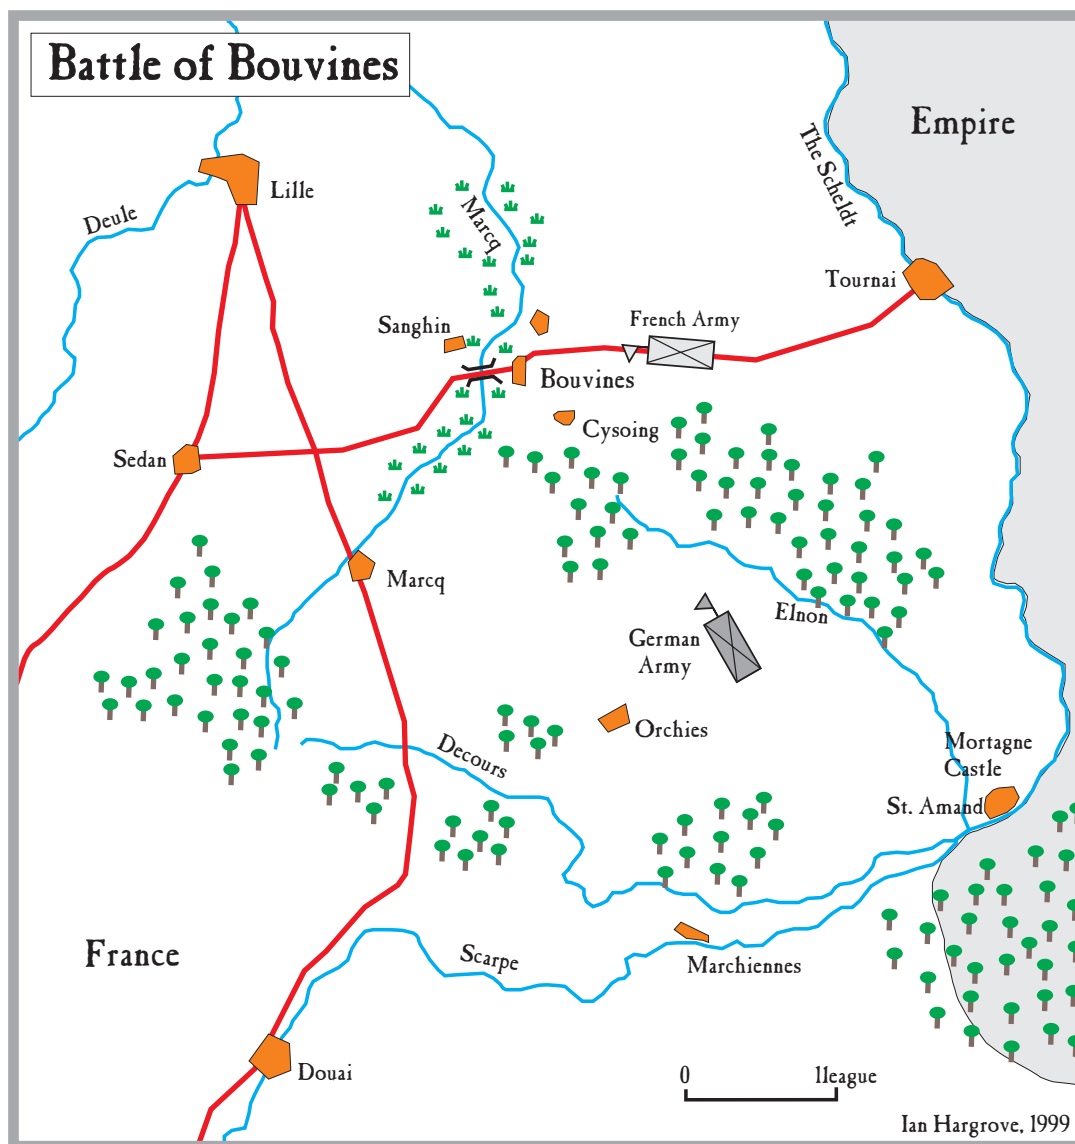 Battle of Bouvines
Empire
The Scheldt
Lille
Deule
Marcq
Tournai
Sanghin
French Army
Bouvines
Cysoing
Sedan
Marcq
Elnon
German
Army
Orchies
Decours
Mortagne
Castle
St. Amand
France
Scarpe
Marchiennes
Douai
0 1league
Ian Hargrove, 1999